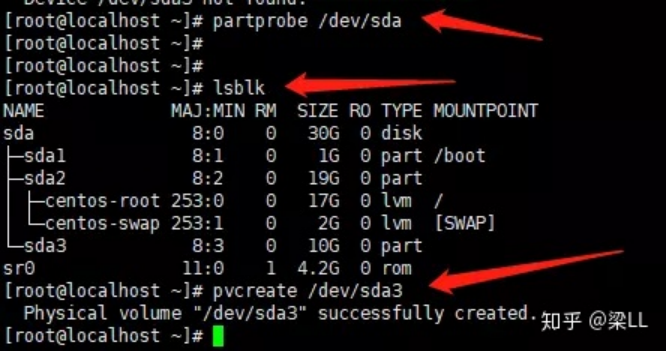 Device /dev/sda3 not found.
[root@localhost ~]# partprobe /dev/sda
[root@localhost ~]#
[root@localhost ~]#
[root@localhost ~]# lsblk
NAME            MAJ:MIN RM  SIZE RO TYPE MOUNTPOINT
sda               8:0    0   30G  0 disk
├─sda1            8:1    0    1G  0 part /boot
├─sda2            8:2    0   19G  0 part
│ ├─centos-root 253:0    0   17G  0 lvm  /
│ └─centos-swap 253:1    0    2G  0 lvm  [SWAP]
└─sda3            8:3    0   10G  0 part
sr0              11:0    1  4.2G  0 rom
[root@localhost ~]# pvcreate /dev/sda3
  Physical volume "/dev/sda3" successfully created.
[root@localhost ~]#
知乎 @梁LL